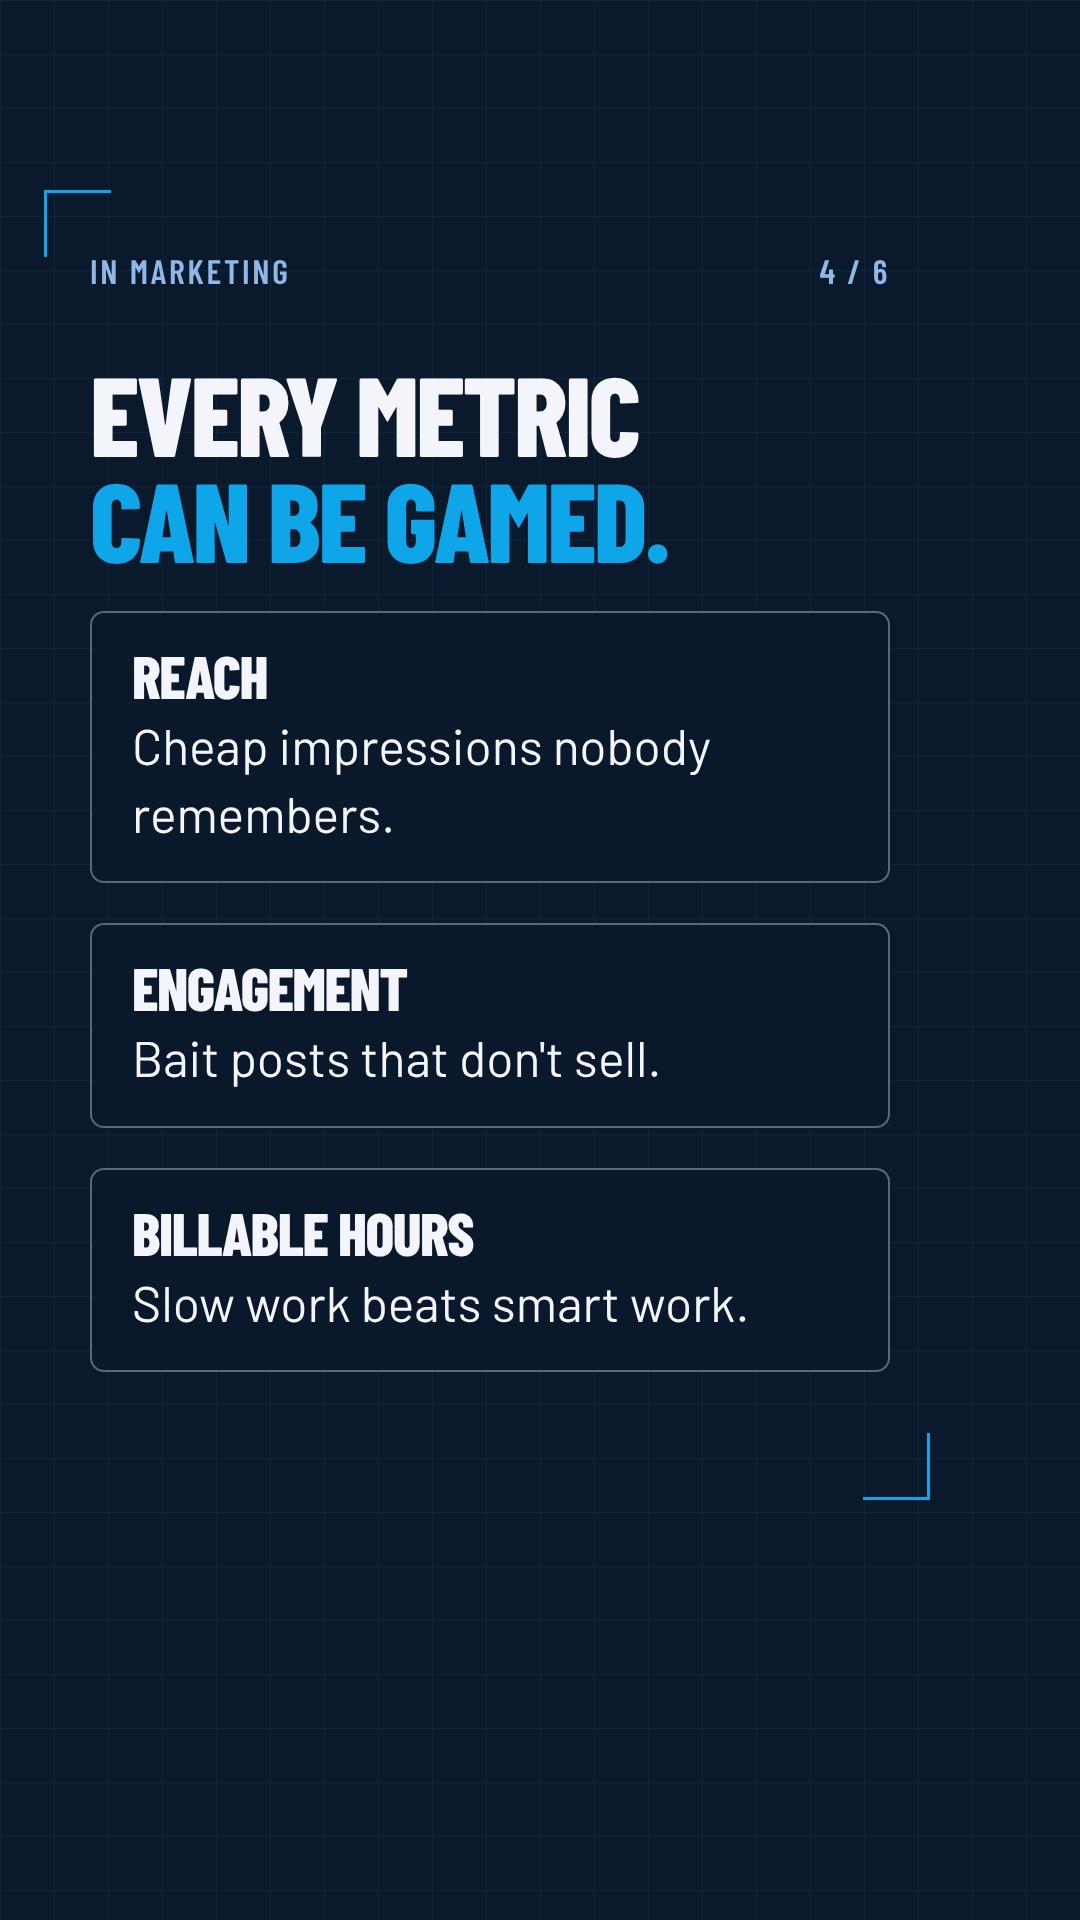 IN MARKETING
4 / 6
EVERY METRIC
CAN BE GAMED.
REACH
Cheap impressions nobody
remembers.
ENGAGEMENT
Bait posts that don't sell.
BILLABLE HOURS
Slow work beats smart work.